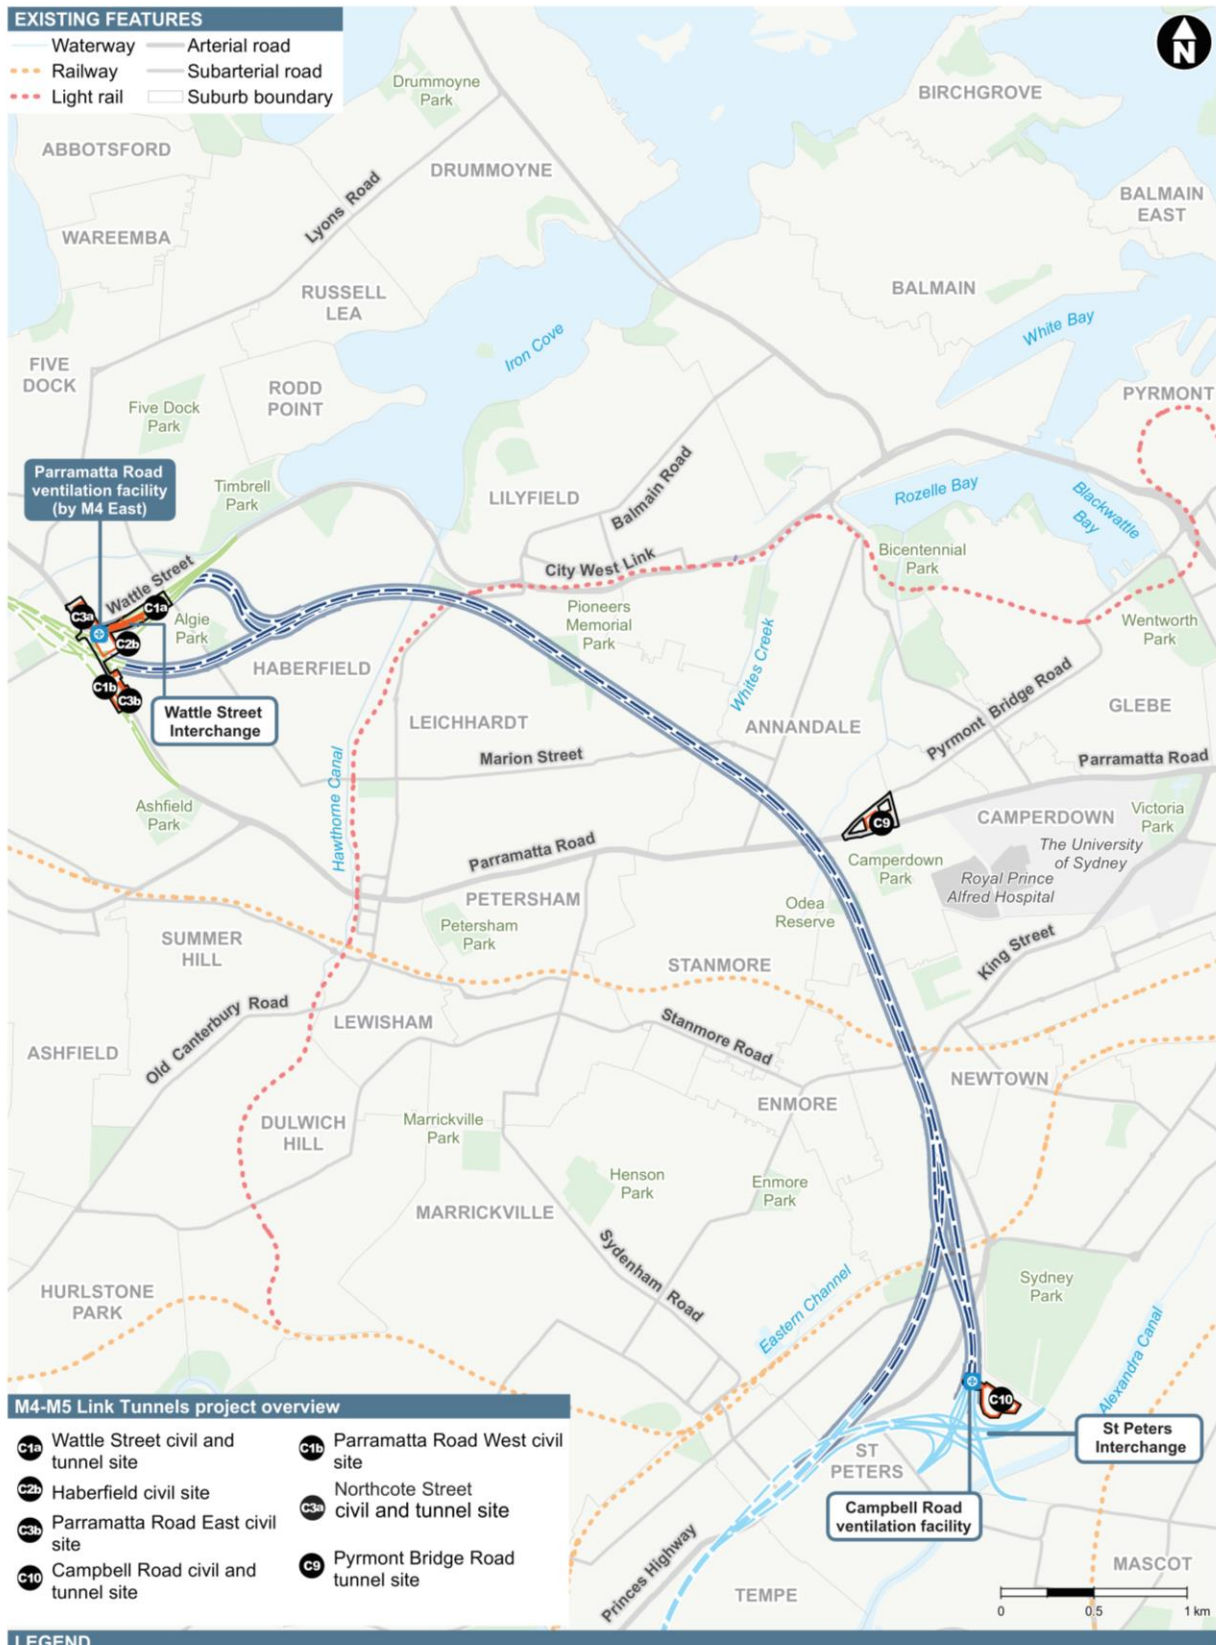 EXISTING FEATURES
Waterway
Arterial road
Railway
Subarterial road
Light rail
Suburb boundary
N
Drummoyne
Park
BIRCHGROVE
ABBOTSFORD
DRUMMOYNE
Lyons Road
BALMAIN
EAST
WAREEMBA
RUSSELL
LEA
BALMAIN
White Bay
Iron Cove
FIVE
DOCK
RODD
POINT
PYRMONT
Five Dock
Park
Parramatta Road
ventilation facility
(by M4 East)
Timbrell
Park
LILYFIELD
Balmain Road
Rozelle Bay
Blackwattle
Bay
Bicentennial
Park
City West Link
Wattle Street
C3a
C1a
Algie
Park
C2b
Pioneers
Memorial
Park
Wentworth
Park
Whites Creek
HABERFIELD
C1b
C3b
Wattle Street
Interchange
LEICHHARDT
ANNANDALE
Pyrmont Bridge Road
GLEBE
Marion Street
Parramatta Road
Hawthorne Canal
Ashfield
Park
C9
CAMPERDOWN
Victoria
Park
The University
of Sydney
Parramatta Road
Camperdown
Park
Royal Prince
Alfred Hospital
PETERSHAM
Odea
Reserve
Petersham
Park
SUMMER
HILL
STANMORE
King Street
Old Canterbury Road
LEWISHAM
Stanmore Road
ASHFIELD
NEWTOWN
ENMORE
DULWICH
HILL
Marrickville
Park
Henson
Park
Enmore
Park
MARRICKVILLE
Sydenham Road
HURLSTONE
PARK
Eastern Channel
Sydney
Park
Alexandra Canal
C10
St Peters
Interchange
ST
PETERS
Campbell Road
ventilation facility
Princes Highway
TEMPE
MASCOT
0 0.5 1 km
M4-M5 Link Tunnels project overview
C1a Wattle Street civil and
tunnel site
C2b Haberfield civil site
C3b Parramatta Road East civil
site
C10 Campbell Road civil and
tunnel site
C1b Parramatta Road West civil
site
C3a Northcote Street
civil and tunnel site
C9 Pyrmont Bridge Road
tunnel site
LEGEND